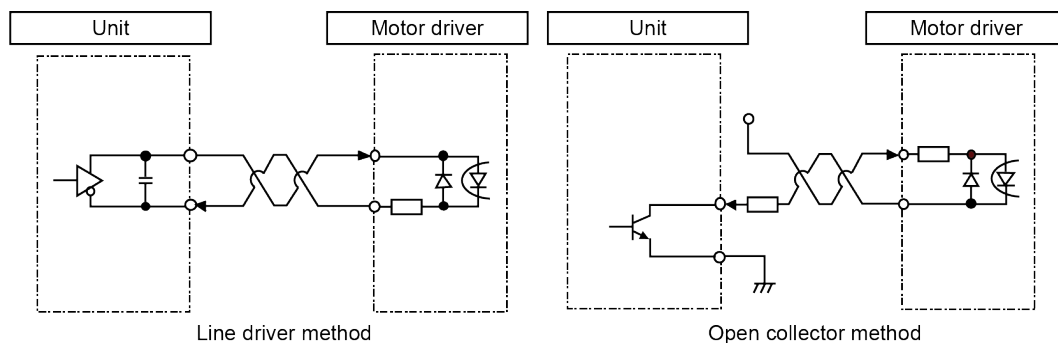 Unit
Motor driver
Unit
Motor driver
Line driver method
Open collector method